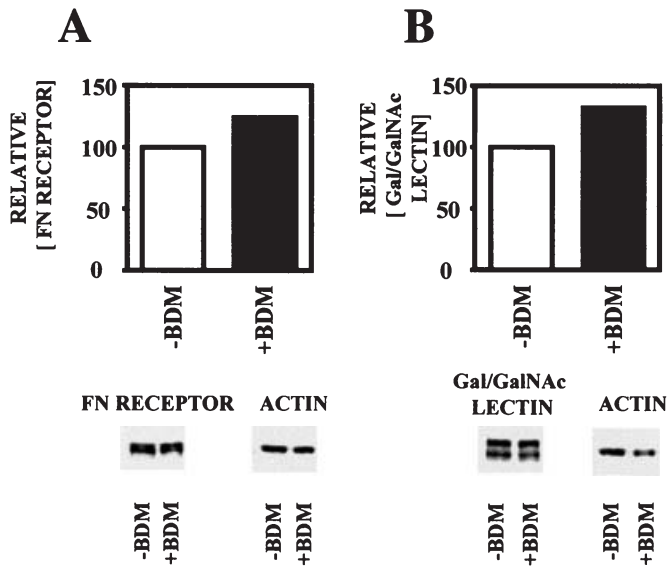 A
RELATIVE
[ FN RECEPTOR]
150
100
50
0
-BDM
+BDM
FN RECEPTOR
ACTIN
-BDM
+BDM
-BDM
+BDM
B
RELATIVE
[ Gal/GalNAc
LECTIN]
150
100
50
0
-BDM
+BDM
Gal/GalNAc
LECTIN
ACTIN
-BDM
+BDM
-BDM
+BDM